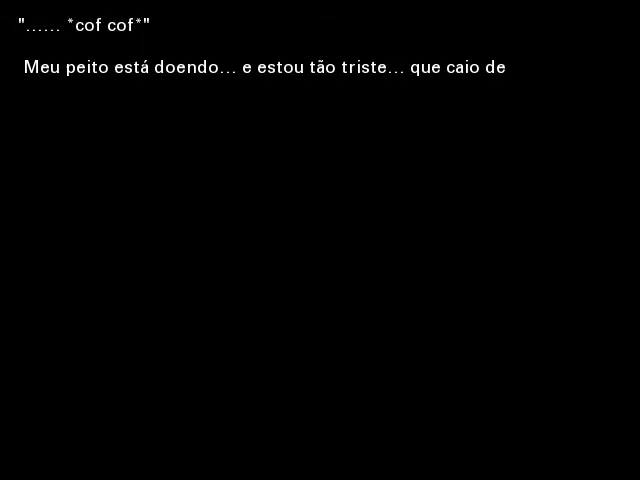 "...... *cof cof*"
Meu peito está doendo... e estou tão triste... que caio de